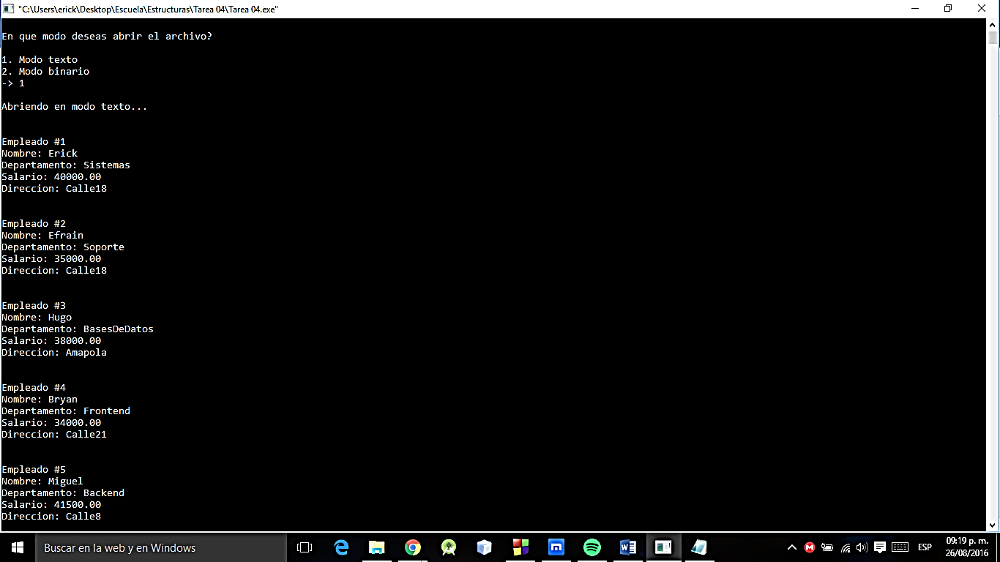 "C:\Users\erick\Desktop\Escuela\Estructuras\Tarea 04\Tarea 04.exe"
En que modo deseas abrir el archivo?
1. Modo texto
2. Modo binario
-> 1
Abriendo en modo texto...
Empleado #1
Nombre: Erick
Departamento: Sistemas
Salario: 40000.00
Direccion: Calle18
Empleado #2
Nombre: Efrain
Departamento: Soporte
Salario: 35000.00
Direccion: Calle18
Empleado #3
Nombre: Hugo
Departamento: BasesDeDatos
Salario: 38000.00
Direccion: Amapola
Empleado #4
Nombre: Bryan
Departamento: Frontend
Salario: 34000.00
Direccion: Calle21
Empleado #5
Nombre: Miguel
Departamento: Backend
Salario: 41500.00
Direccion: Calle8
Buscar en la web y en Windows
ESP
09:19 p. m.
26/08/2016